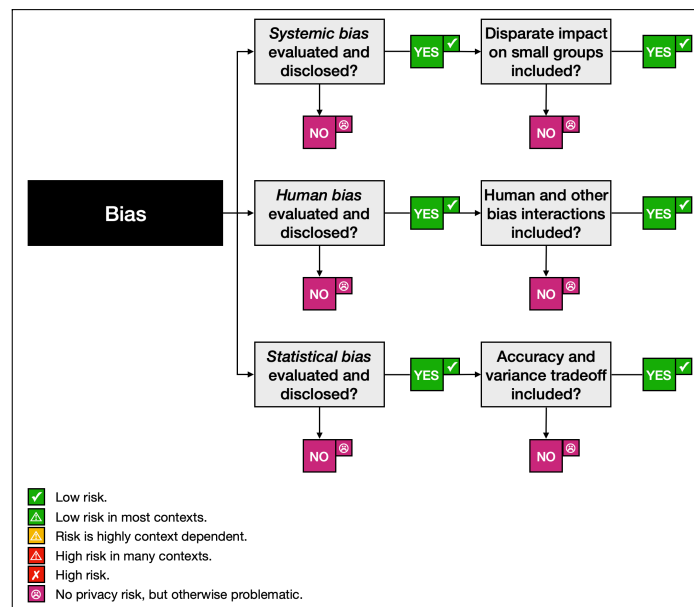 Systemic bias
evaluated and
disclosed?
YES
Disparate impact
on small groups
included?
YES
NO
NO
Bias
Human bias
evaluated and
disclosed?
YES
Human and other
bias interactions
included?
YES
NO
NO
Statistical bias
evaluated and
disclosed?
YES
Accuracy and
variance tradeoff
included?
YES
NO
NO
Low risk.
Low risk in most contexts.
Risk is highly context dependent.
High risk in many contexts.
High risk.
No privacy risk, but otherwise problematic.